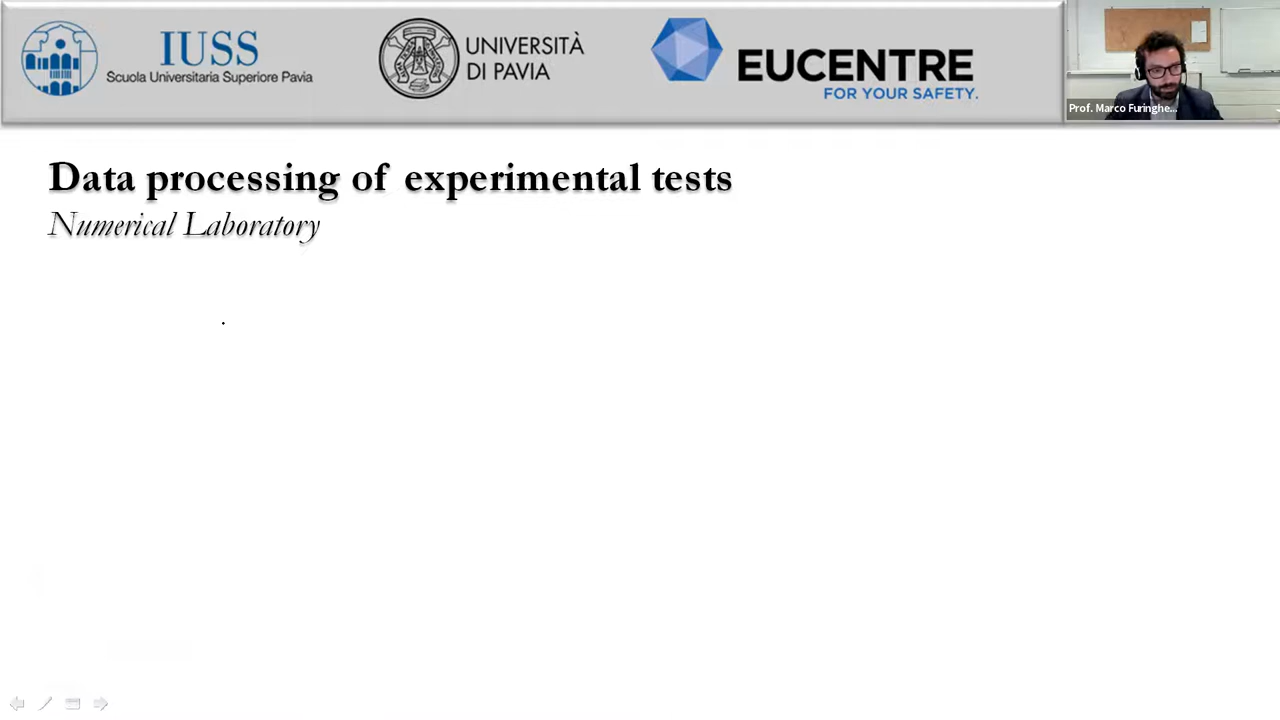 IUSS
Scuola Universitaria Superiore Pavia
UNIVERSITÀ
DI PAVIA
EUCENTRE
FOR YOUR SAFETY.
Prof. Marco Furinghe...
Data processing of experimental tests
Numerical Laboratory